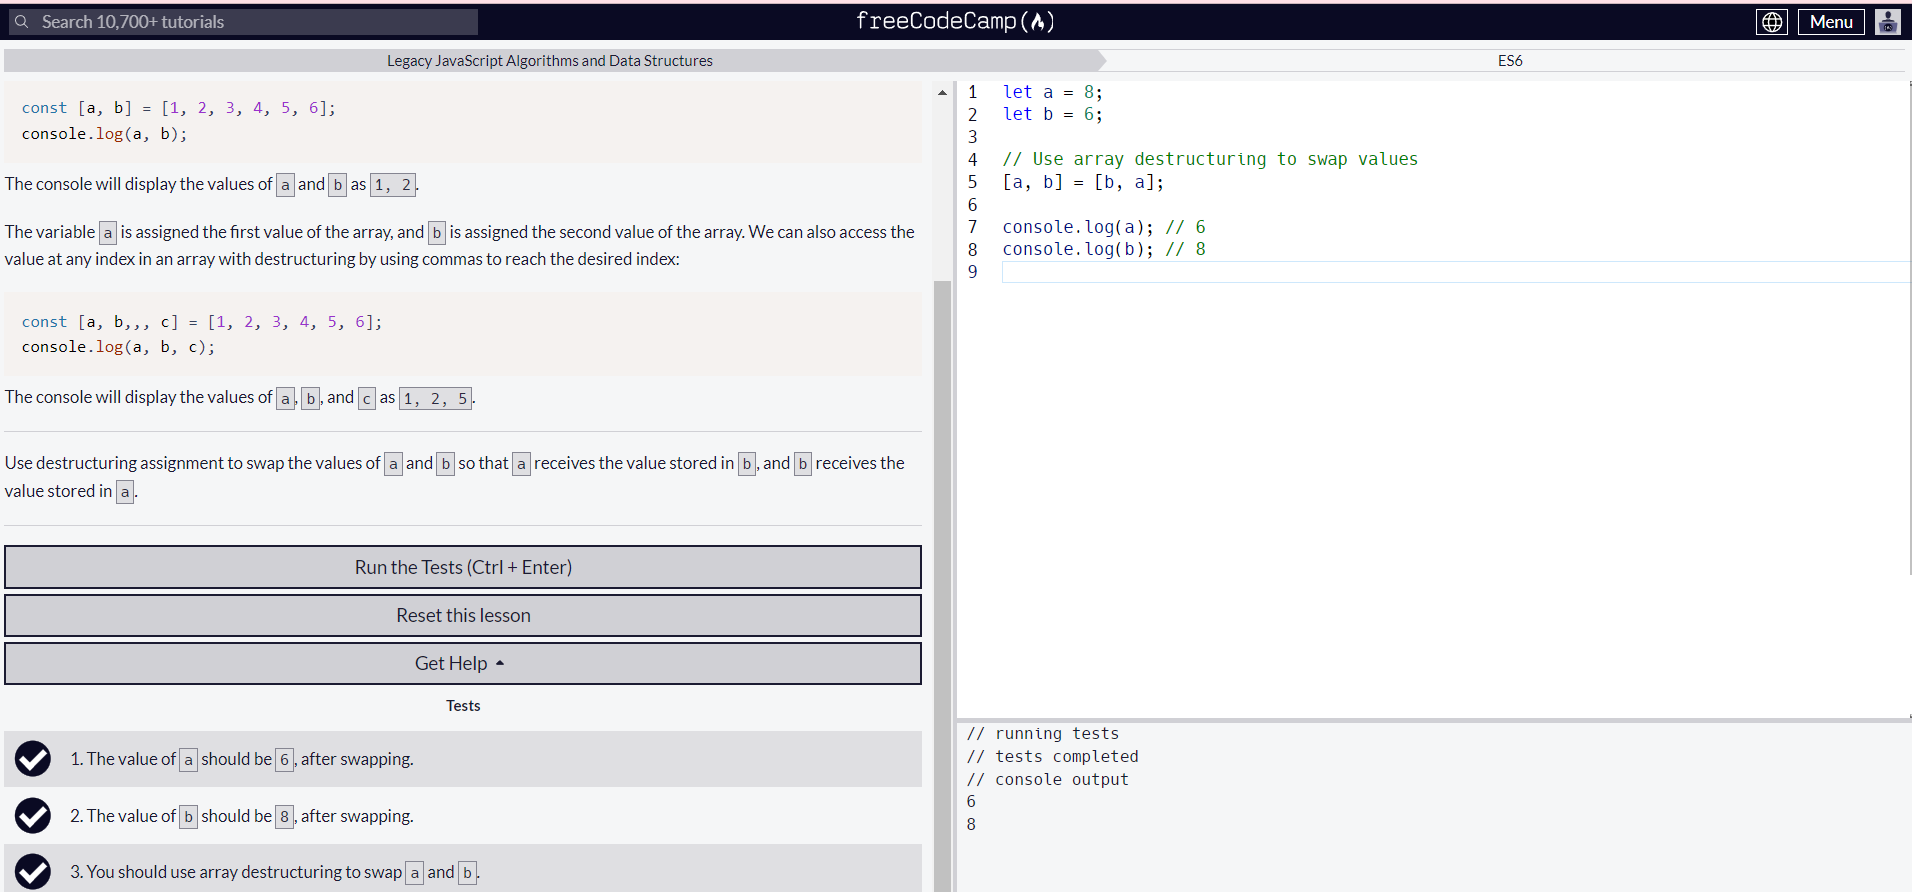 Search 10,700+ tutorials
freeCodeCamp
Menu
Legacy JavaScript Algorithms and Data Structures
ES6
const [a, b] = [1, 2, 3, 4, 5, 6];
console.log(a, b);
The console will display the values of a and b as 1, 2.
The variable a is assigned the first value of the array, and b is assigned the second value of the array. We can also access the
value at any index in an array with destructuring by using commas to reach the desired index:
const [a, b,,, c] = [1, 2, 3, 4, 5, 6];
console.log(a, b, c);
The console will display the values of a, b, and c as 1, 2, 5.
Use destructuring assignment to swap the values of a and b so that a receives the value stored in b, and b receives the
value stored in a.
Run the Tests (Ctrl + Enter)
Reset this lesson
Get Help
Tests
1. The value of a should be 6, after swapping.
2. The value of b should be 8, after swapping.
3. You should use array destructuring to swap a and b.
1 let a = 8;
2 let b = 6;
3
4 // Use array destructuring to swap values
5 [a, b] = [b, a];
6
7 console.log(a); // 6
8 console.log(b); // 8
9
// running tests
// tests completed
// console output
6
8